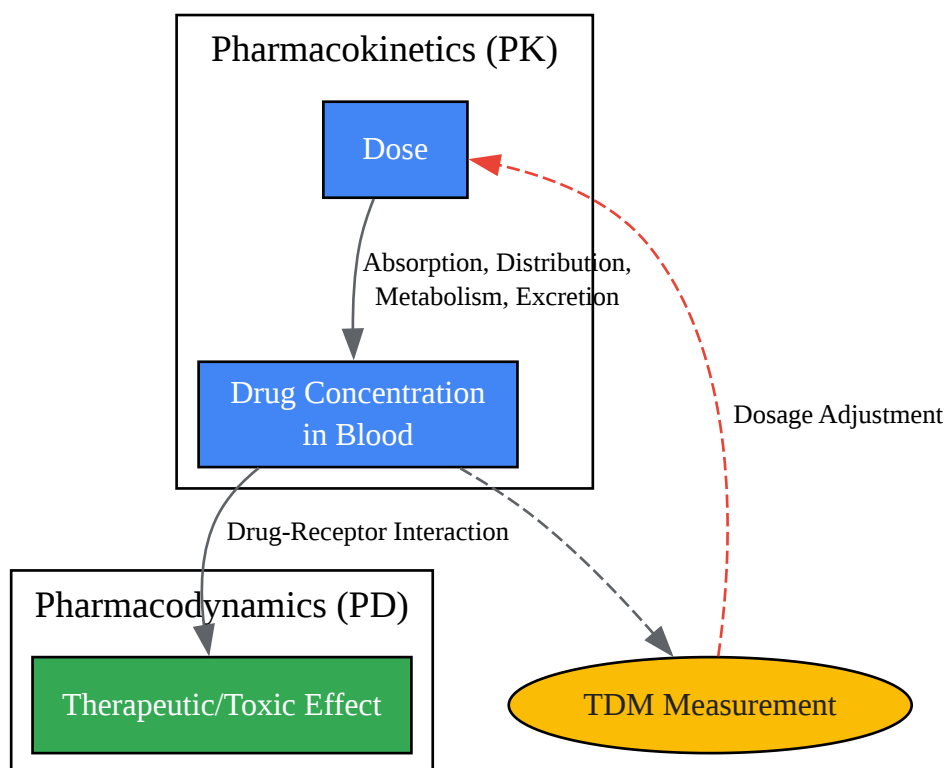 Pharmacokinetics (PK)
Dose
Absorption, Distribution,
Metabolism, Excretion
Drug Concentration
in Blood
Dosage Adjustment
Drug-Receptor Interaction
Pharmacodynamics (PD)
Therapeutic/Toxic Effect
TDM Measurement